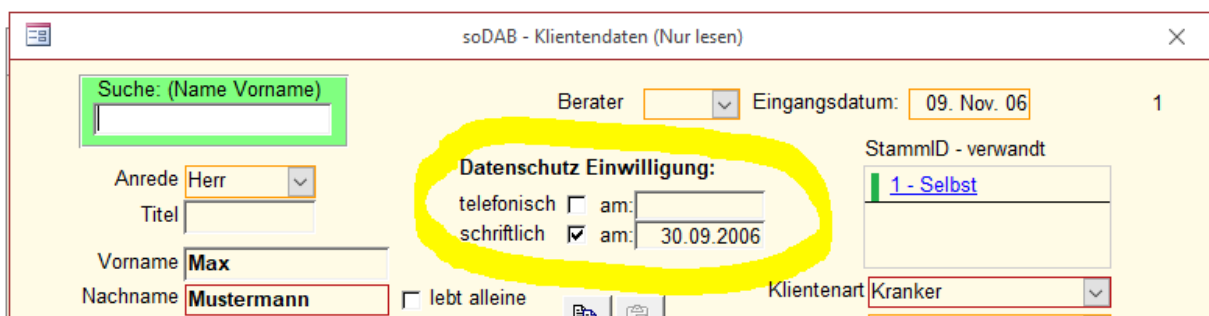 soDAB - Klientendaten (Nur lesen)
Suche: (Name Vorname)
Berater Eingangsdatum: 09. Nov. 06 1
StammID - verwandt
1 - Selbst
Datenschutz Einwilligung:
telefonisch am:
schriftlich am: 30.09.2006
Anrede Herr
Titel
Vorname Max
Nachname Mustermann lebt alleine
Klientenart Kranker